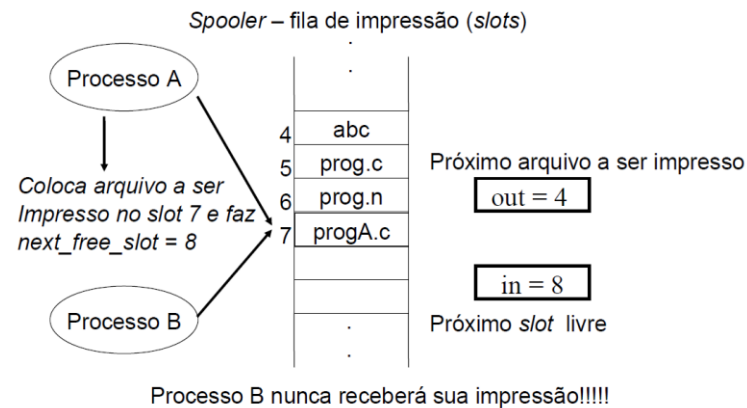 Spooler – fila de impressão (slots)
Processo A
4 abc
5 prog.c
6 prog.n
7 progA.c
Coloca arquivo a ser
Impresso no slot 7 e faz
next_free_slot = 8
Processo B
Próximo arquivo a ser impresso
out = 4
in = 8
Próximo slot livre
Processo B nunca receberá sua impressão!!!!!